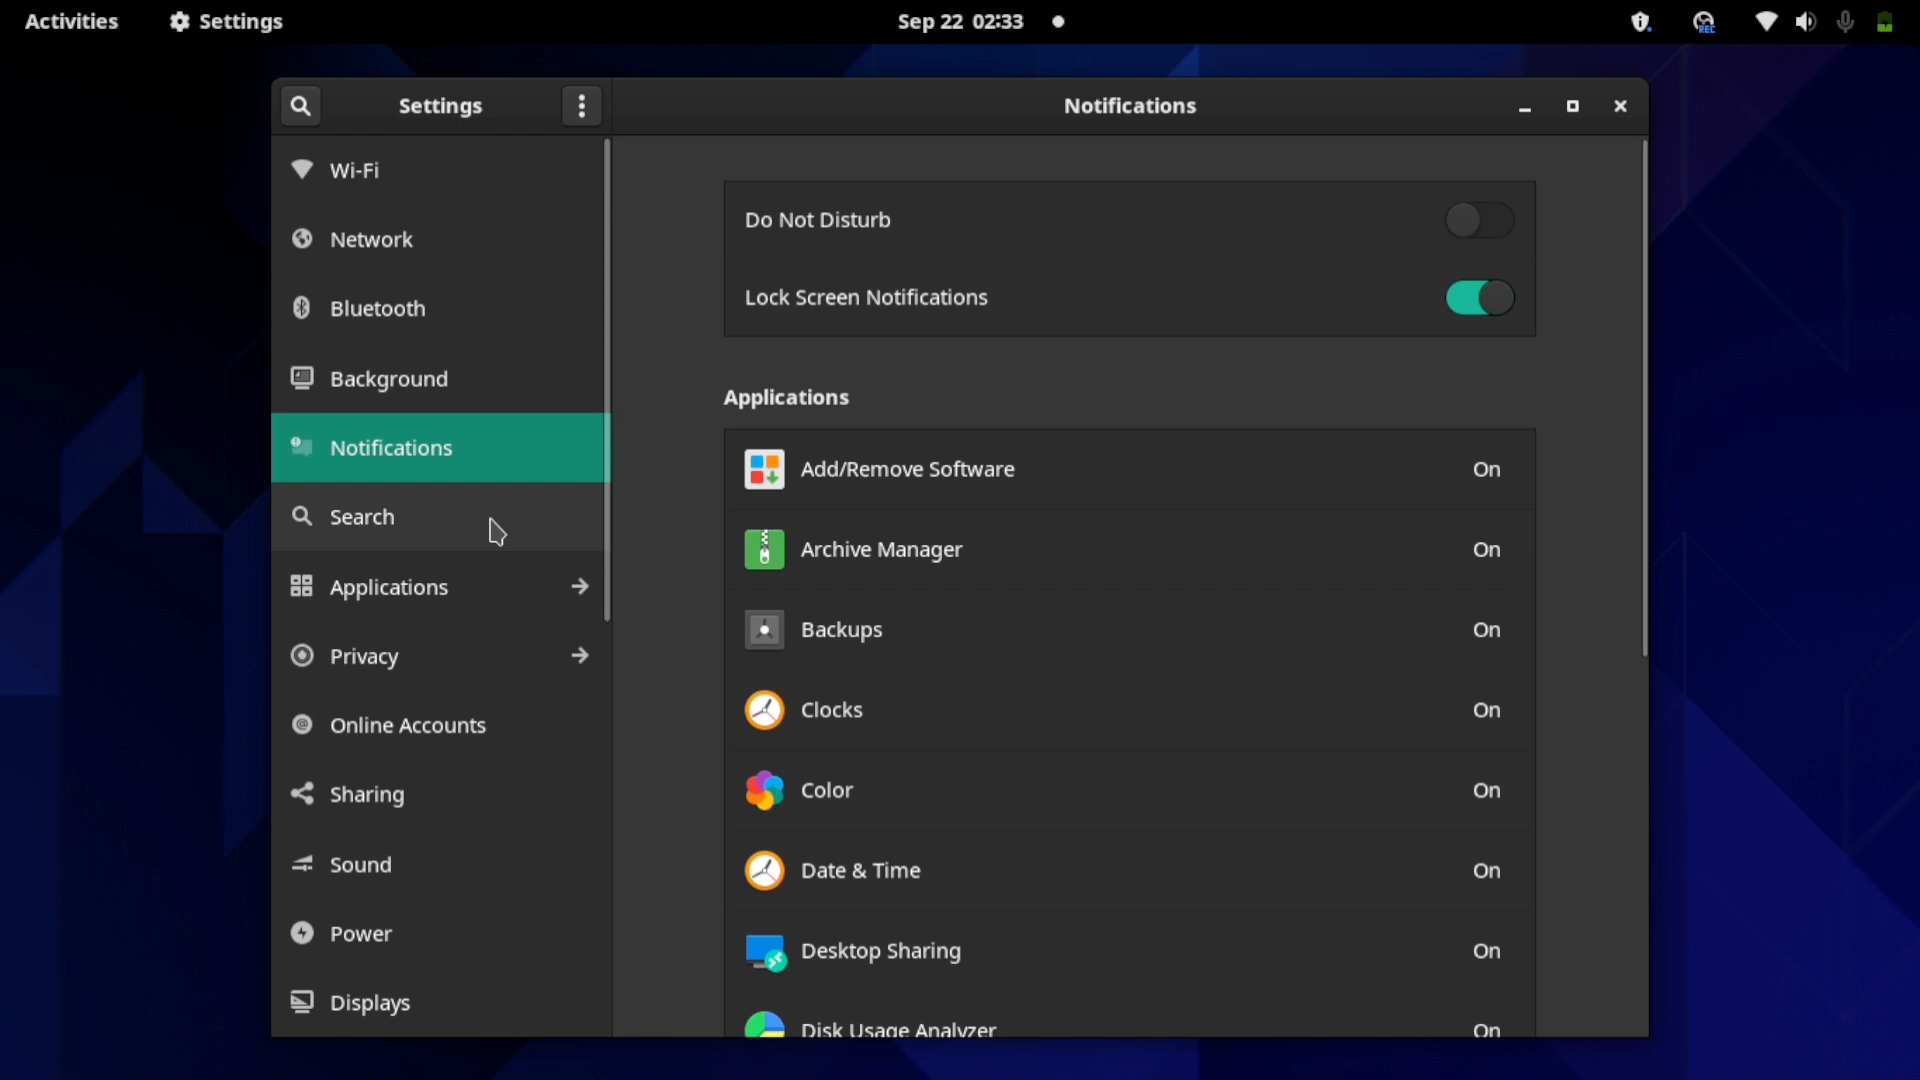 Activities Settings Sep 22 02:33
REC
Settings
Notifications
Wi-Fi
Network
Bluetooth
Background
Notifications
Search
Applications
Privacy
Online Accounts
Sharing
Sound
Power
Displays
Do Not Disturb
Lock Screen Notifications
Applications
Add/Remove Software On
Archive Manager On
Backups On
Clocks On
Color On
Date & Time On
Desktop Sharing On
Disk Usage Analyzer On